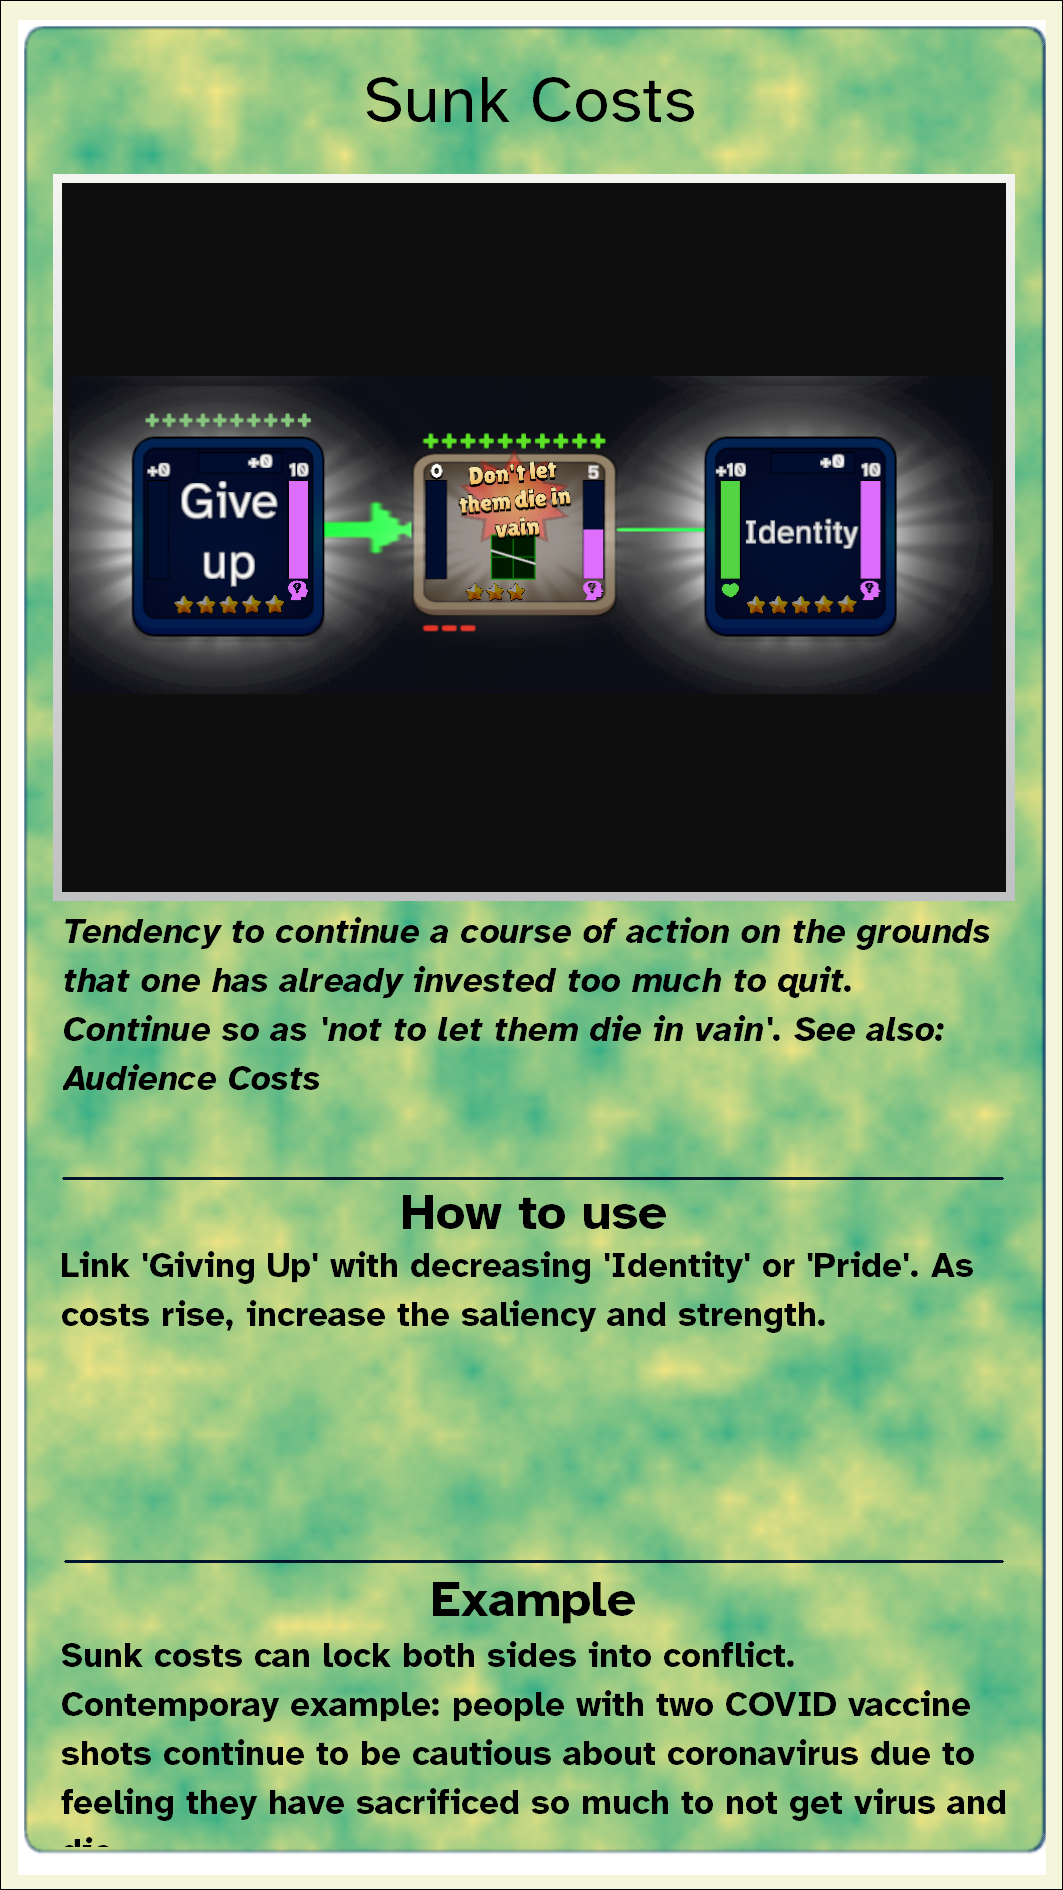 Sunk Costs
+0
+0
10
Give
up
0
5
Don't let
them die in
vain
+10
+0
10
Identity
Tendency to continue a course of action on the grounds
that one has already invested too much to quit.
Continue so as 'not to let them die in vain'. See also:
Audience Costs
How to use
Link 'Giving Up' with decreasing 'Identity' or 'Pride'. As
costs rise, increase the saliency and strength.
Example
Sunk costs can lock both sides into conflict.
Contemporay example: people with two COVID vaccine
shots continue to be cautious about coronavirus due to
feeling they have sacrificed so much to not get virus and